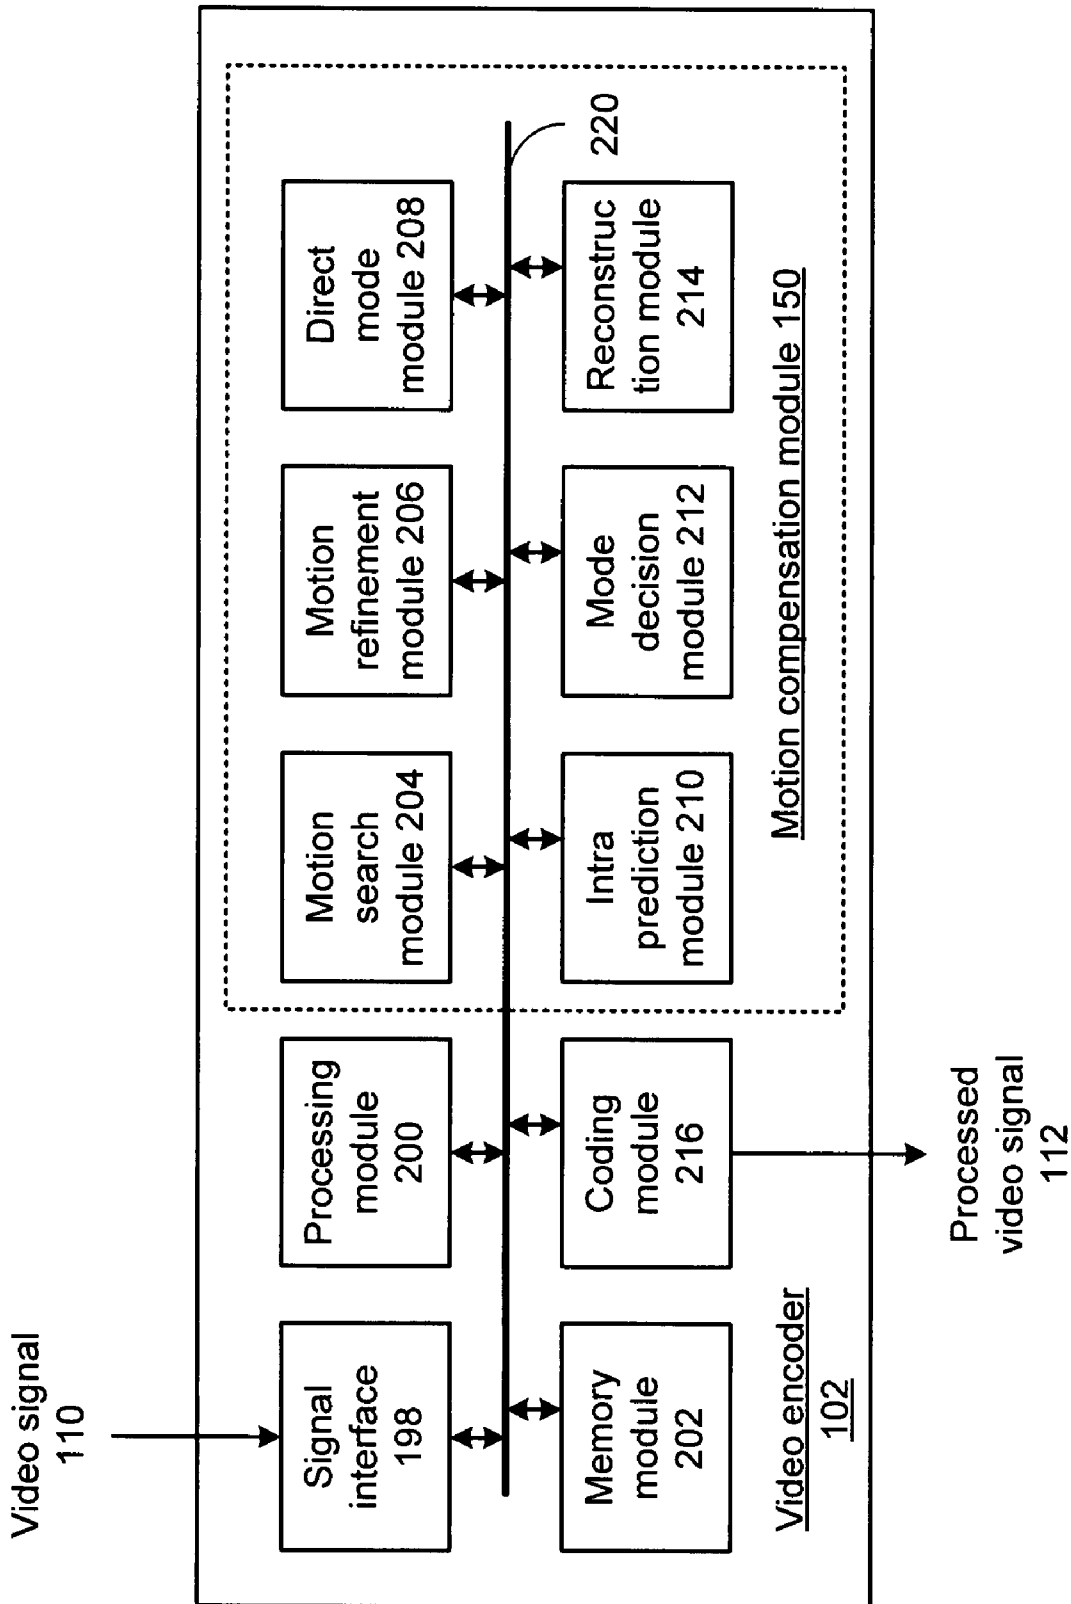 Video signal
110
Signal
interface
198
Processing
module
200
Motion
search
module 204
Motion
refinement
module 206
Direct
mode
module 208
220
Memory
module
202
Coding
module
216
Intra
prediction
module 210
Mode
decision
module 212
Reconstruc
tion module
214
Motion compensation module 150
Video encoder
102
Processed
video signal
112